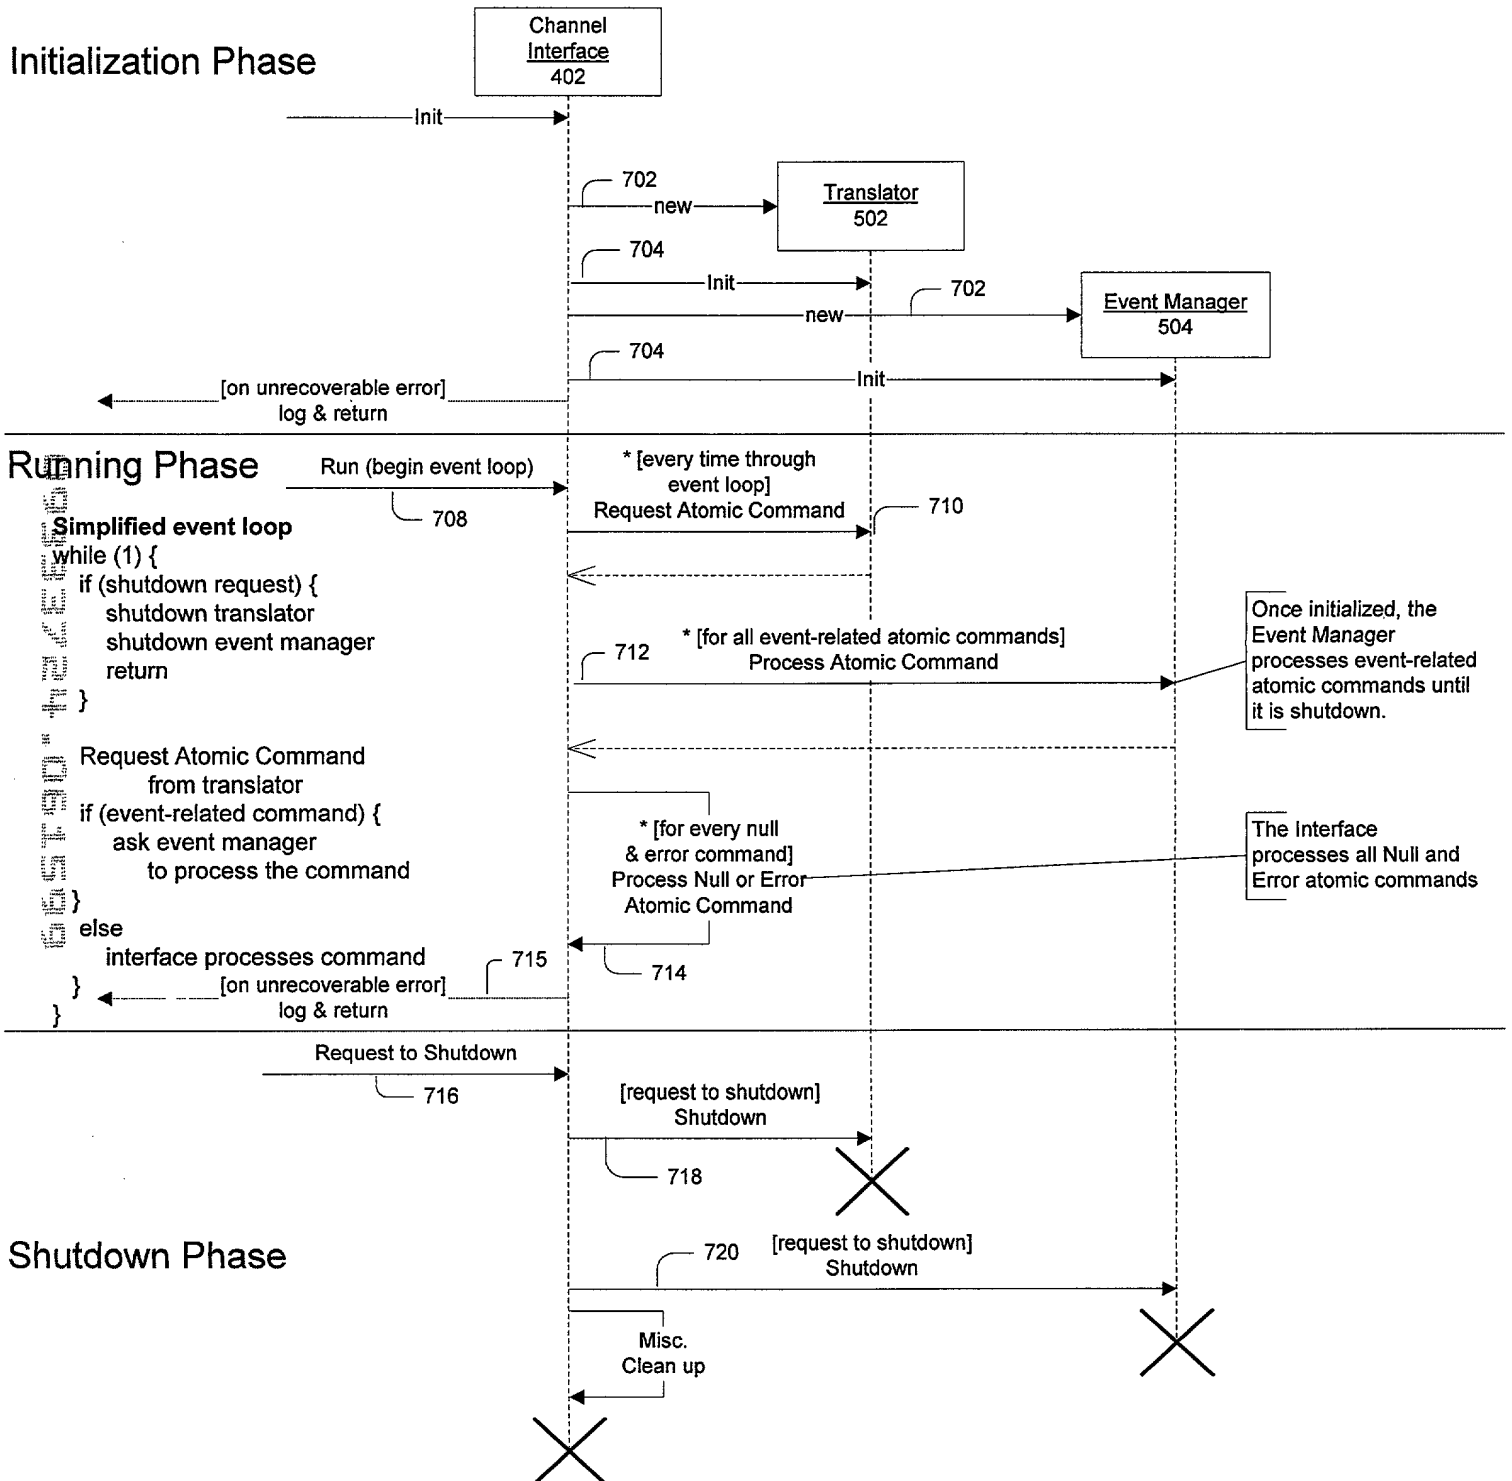 Initialization Phase
Channel
Interface
402
Init
702
new
Translator
502
704
Init
702
new
Event Manager
504
704
Init
[on unrecoverable error]
log & return
Running Phase
Run (begin event loop)
708
* [every time through
event loop]
Request Atomic Command
710
Simplified event loop
while (1) {
if (shutdown request) {
shutdown translator
shutdown event manager
return
}
Request Atomic Command
from translator
if (event-related command) {
ask event manager
to process the command
}
else
interface processes command
}
}
712
* [for all event-related atomic commands]
Process Atomic Command
Once initialized, the
Event Manager
processes event-related
atomic commands until
it is shutdown.
* [for every null
& error command]
Process Null or Error
Atomic Command
The Interface
processes all Null and
Error atomic commands
714
715
[on unrecoverable error]
log & return
Request to Shutdown
716
[request to shutdown]
Shutdown
718
Shutdown Phase
720
[request to shutdown]
Shutdown
Misc.
Clean up